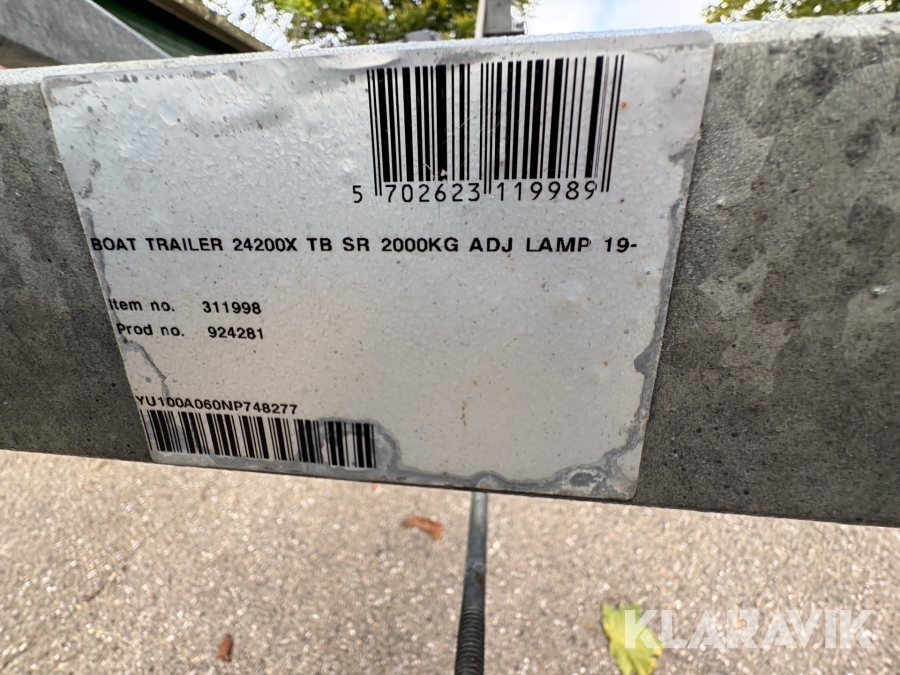 5 702623 119989
BOAT TRAILER 24200X TB SR 2000KG ADJ LAMP 19-
Item no. 311998
Prod no. 924281
YU100A060NP748277
KLARAVIK